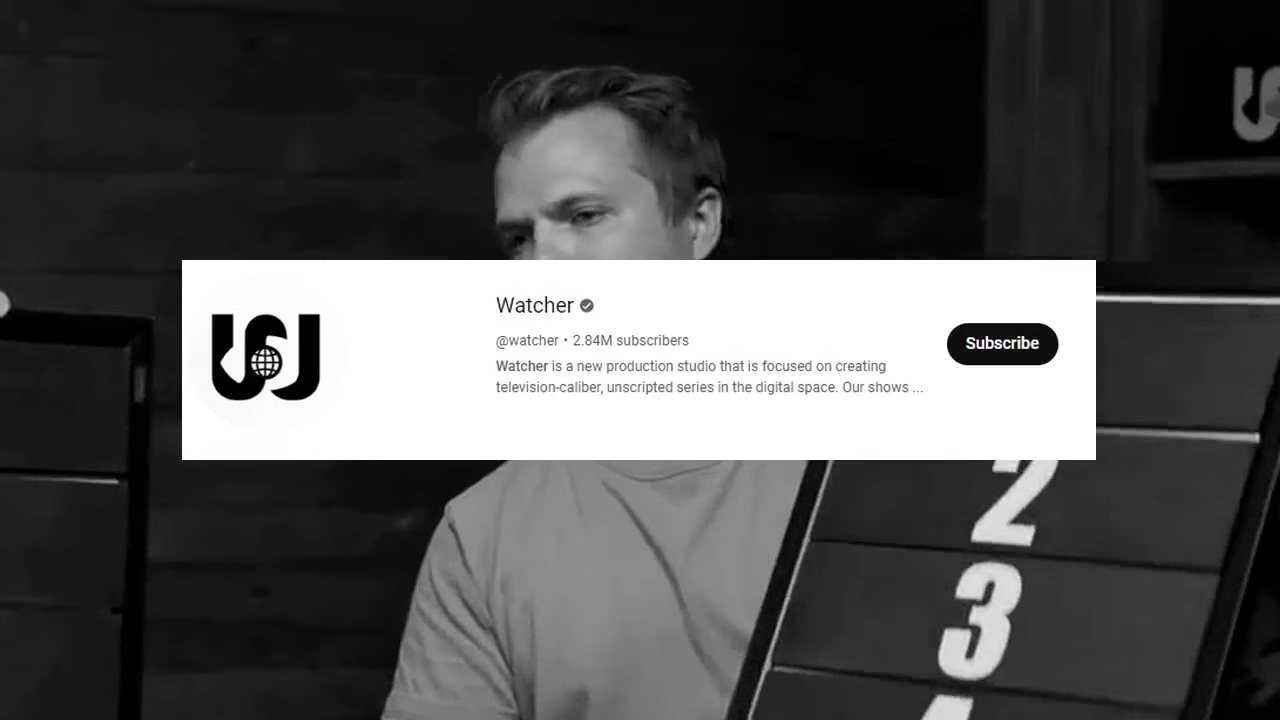 Watcher
@watcher • 2.84M subscribers
Watcher is a new production studio that is focused on creating
television-caliber, unscripted series in the digital space. Our shows ...
Subscribe
2
3